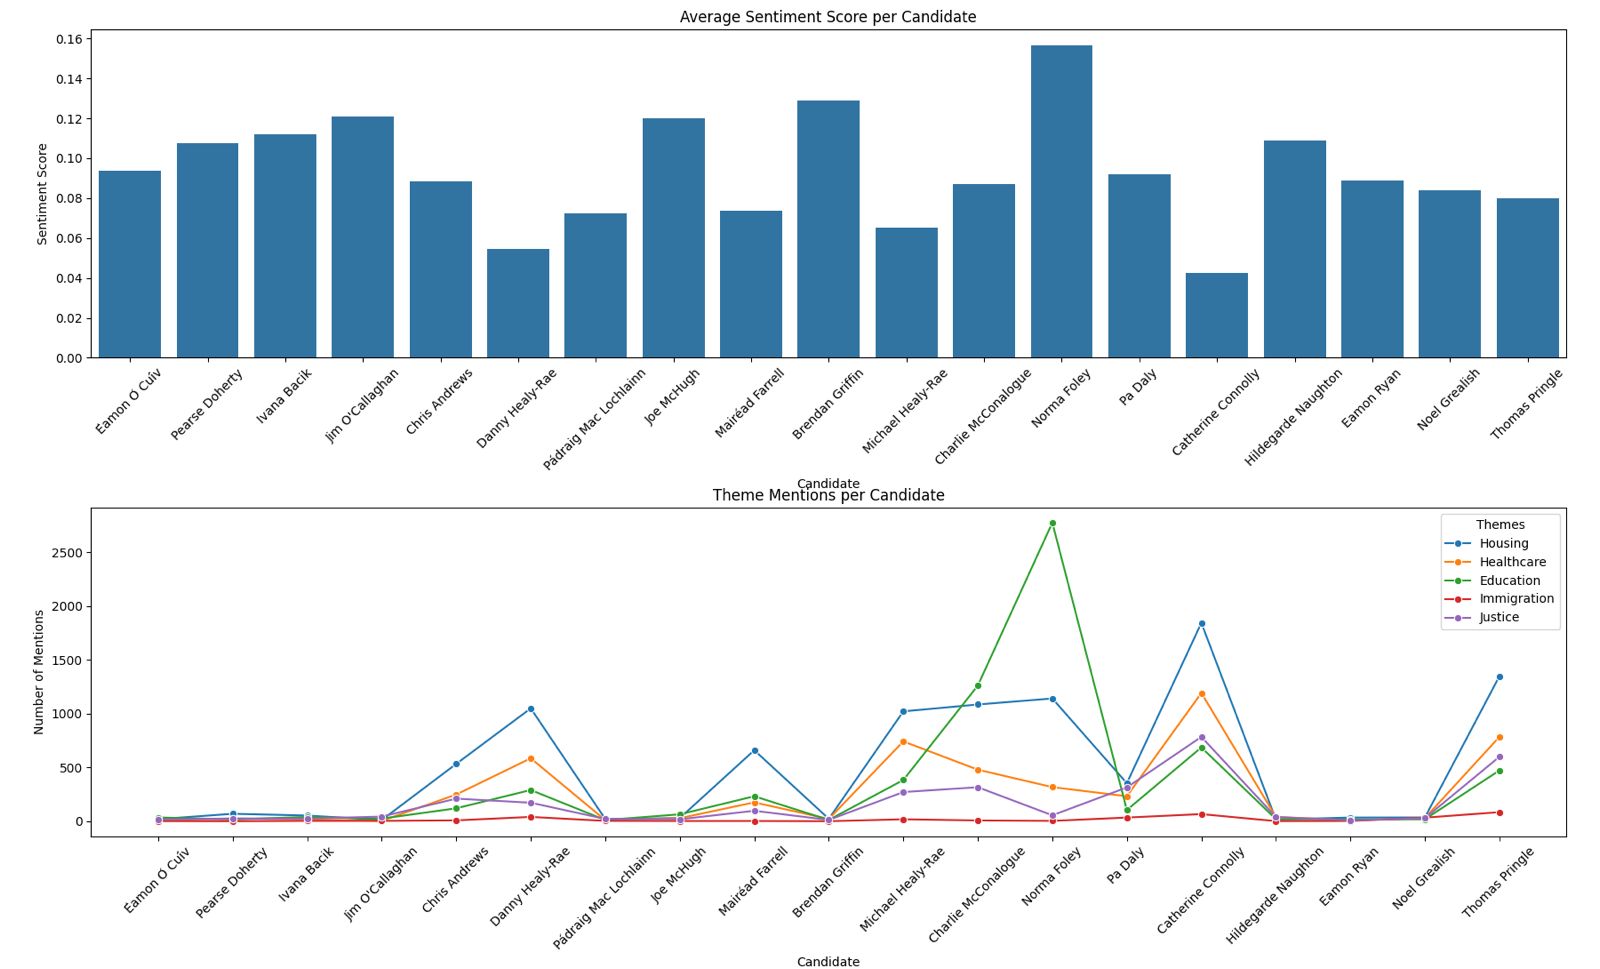 Average Sentiment Score per Candidate
Sentiment Score
0.16
0.14
0.12
0.10
0.08
0.06
0.04
0.02
0.00
Éamon Ó Cuív
Pearse Doherty
Ivana Bacik
Jim O'Callaghan
Chris Andrews
Danny Healy-Rae
Pádraig Mac Lochlainn
Joe McHugh
Mairéad Farrell
Brendan Griffin
Michael Healy-Rae
Charlie McConalogue
Norma Foley
Pa Daly
Catherine Connolly
Hildegarde Naughton
Eamon Ryan
Noel Grealish
Thomas Pringle
Candidate
Theme Mentions per Candidate
Number of Mentions
2500
2000
1500
1000
500
0
Themes
Housing
Healthcare
Education
Immigration
Justice
Éamon Ó Cuív
Pearse Doherty
Ivana Bacik
Jim O'Callaghan
Chris Andrews
Danny Healy-Rae
Pádraig Mac Lochlainn
Joe McHugh
Mairéad Farrell
Brendan Griffin
Michael Healy-Rae
Charlie McConalogue
Norma Foley
Pa Daly
Catherine Connolly
Hildegarde Naughton
Eamon Ryan
Noel Grealish
Thomas Pringle
Candidate